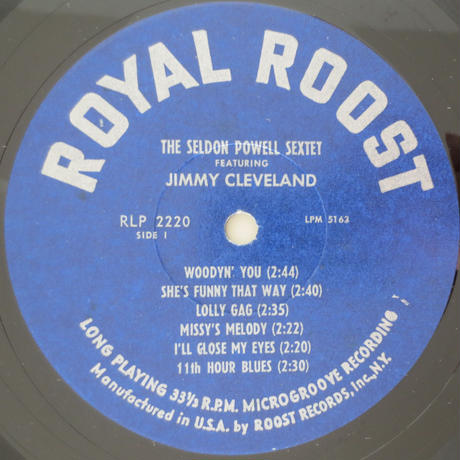 ROYAL ROOST
THE SELDON POWELL SEXTET
FEATURING
JIMMY CLEVELAND
RLP 2220
SIDE I
LPM 5163
WOODYN' YOU (2:44)
SHE'S FUNNY THAT WAY (2:40)
LOLLY GAG (2:35)
MISSY'S MELODY (2:22)
I'LL CLOSE MY EYES (2:20)
11th HOUR BLUES (2:30)
LONG PLAYING 33⅓ R.P.M. MICROGROOVE RECORDING
Manufactured in U.S.A. by ROOST RECORDS, Inc., N.Y.